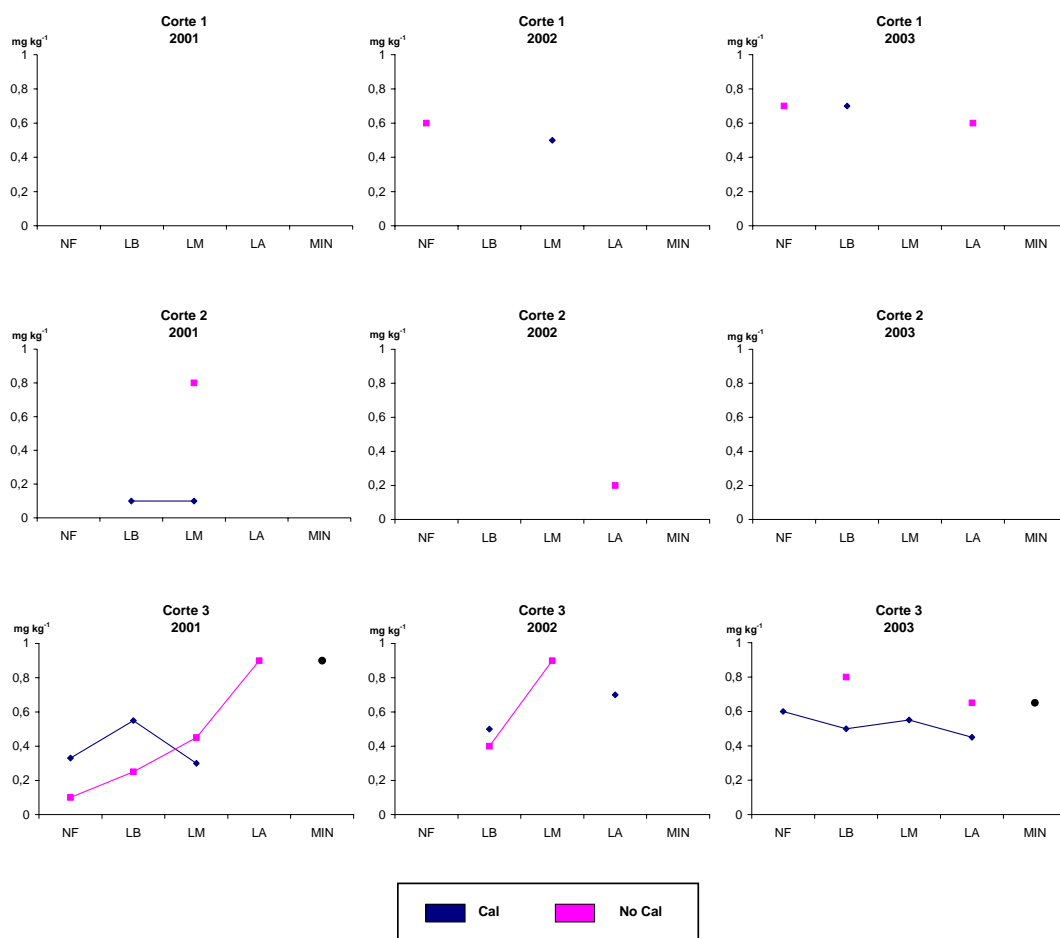 Corte 1
2001
mg kg-1
1
0,8
0,6
0,4
0,2
0
NF LB LM LA MIN
Corte 1
2002
mg kg-1
1
0,8
0,6
0,4
0,2
0
NF LB LM LA MIN
Corte 1
2003
mg kg-1
1
0,8
0,6
0,4
0,2
0
NF LB LM LA MIN
Corte 2
2001
mg kg-1
1
0,8
0,6
0,4
0,2
0
NF LB LM LA MIN
Corte 2
2002
mg kg-1
1
0,8
0,6
0,4
0,2
0
NF LB LM LA MIN
Corte 2
2003
mg kg-1
1
0,8
0,6
0,4
0,2
0
NF LB LM LA MIN
Corte 3
2001
mg kg-1
1
0,8
0,6
0,4
0,2
0
NF LB LM LA MIN
Corte 3
2002
mg kg-1
1
0,8
0,6
0,4
0,2
0
NF LB LM LA MIN
Corte 3
2003
mg kg-1
1
0,8
0,6
0,4
0,2
0
NF LB LM LA MIN
Cal No Cal